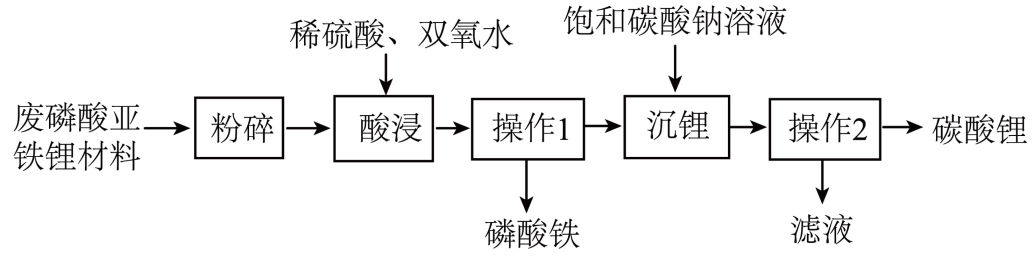 稀硫酸、双氧水
饱和碳酸钠溶液
废磷酸亚
铁锂材料
粉碎
酸浸
操作1
沉锂
操作2
碳酸锂
磷酸铁
滤液